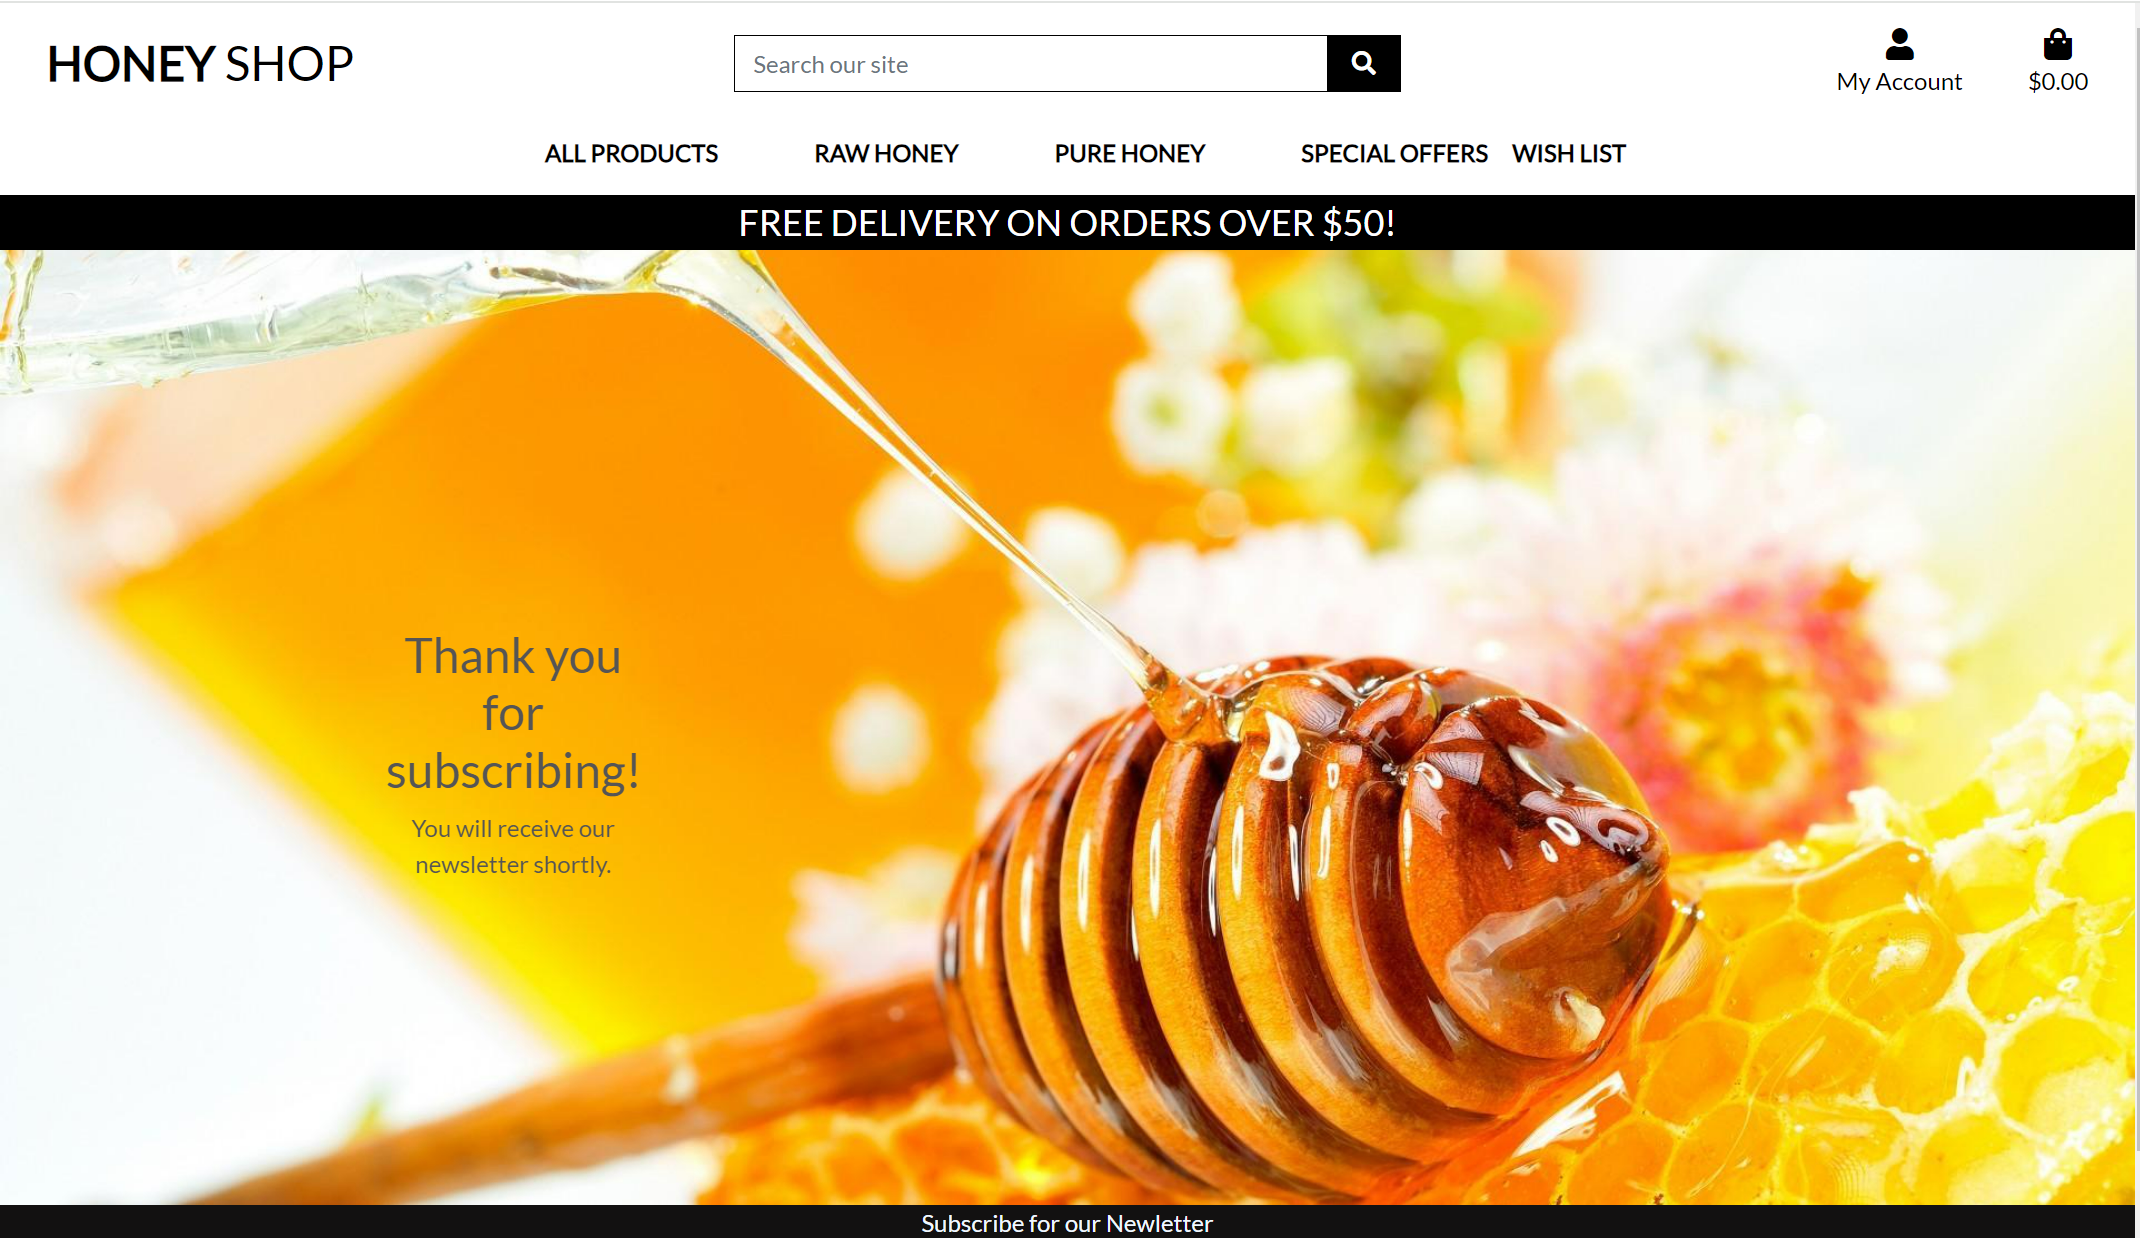 HONEY SHOP
Search our site
My Account
$0.00
ALL PRODUCTS RAW HONEY PURE HONEY SPECIAL OFFERS WISH LIST
FREE DELIVERY ON ORDERS OVER $50!
Thank you
for
subscribing!
You will receive our
newsletter shortly.
Subscribe for our Newletter